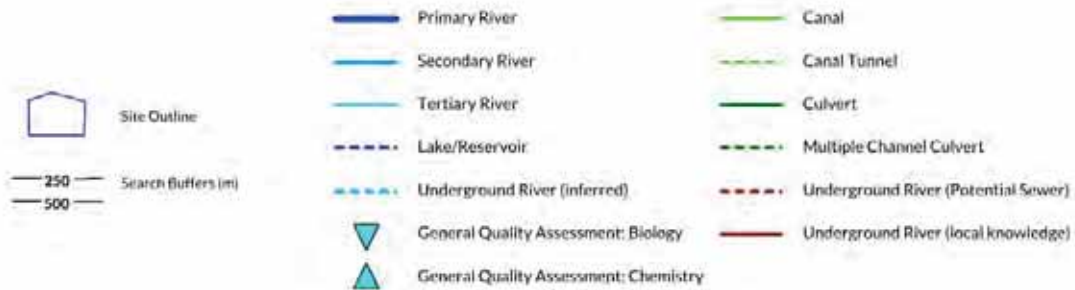 Site Outline
250
Search Buffers (m)
500
Primary River
Secondary River
Tertiary River
Lake/Reservoir
Underground River (inferred)
General Quality Assessment: Biology
General Quality Assessment: Chemistry
Canal
Canal Tunnel
Culvert
Multiple Channel Culvert
Underground River (Potential Sewer)
Underground River (local knowledge)